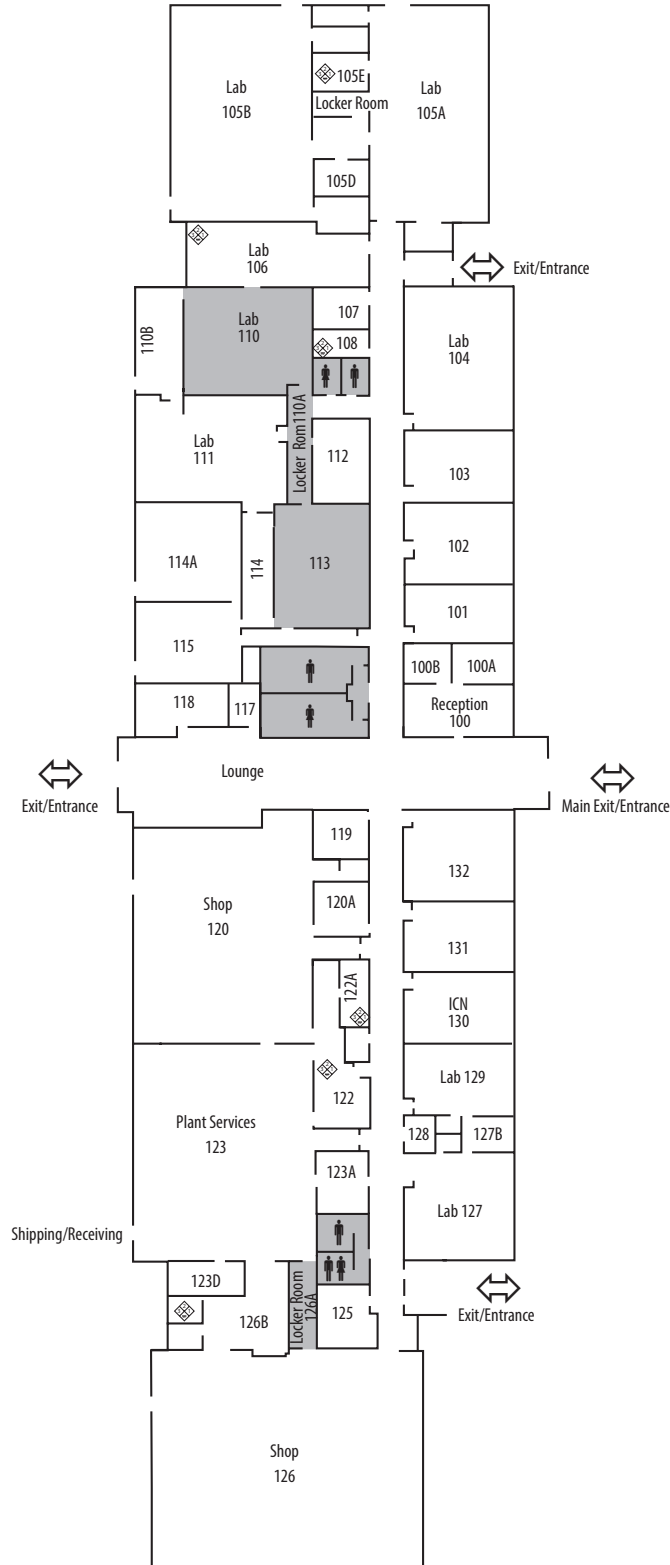 105E
Lab
105B
Locker Room
Lab
105A
105D
Lab
106
Exit/Entrance
107
Lab
110
110B
108
Lab
104
Locker Rom110A
Lab
111
112
103
102
114A
114
113
101
115
100B
100A
118
117
Reception
100
Lounge
Exit/Entrance
Main Exit/Entrance
119
132
120A
Shop
120
131
122A
ICN
130
Lab 129
122
Plant Services
123
128
127B
123A
Lab 127
Shipping/Receiving
123D
Locker Room
126A
126B
125
Exit/Entrance
Shop
126